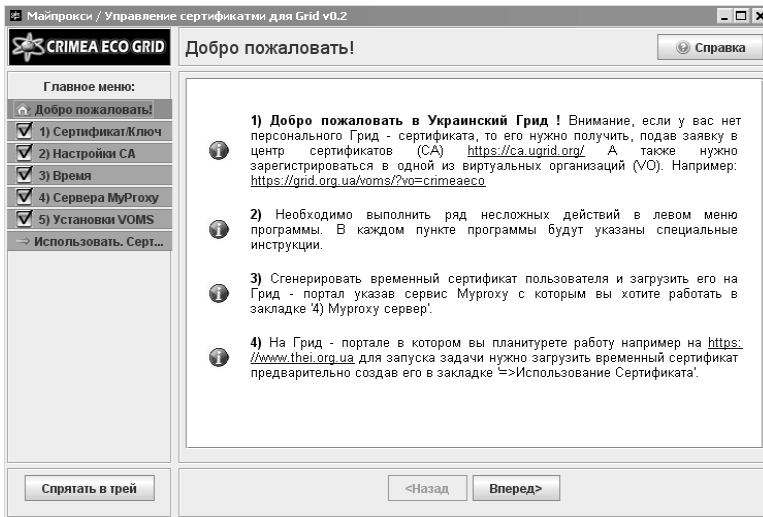 Майпрокси / Управление сертификатми для Grid v0.2
CRIMEA ECO GRID
Добро пожаловать!
Справка
Главное меню:
Добро пожаловать!
1) Сертификат/Ключ
2) Настройки CA
3) Время
4) Сервера MyProxy
5) Установки VOMS
Использовать. Серт...
1) Добро пожаловать в Украинский Грид ! Внимание, если у вас нет
персонального Грид - сертификата, то его нужно получить, подав заявку в
центр сертификатов (CA) https://ca.ugrid.org/ А также нужно
зарегистрироваться в одной из виртуальных организаций (VO). Например:
https://grid.org.ua/voms/?vo=crimeaeco
2) Необходимо выполнить ряд несложных действий в левом меню
программы. В каждом пункте программы будут указаны специальные
инструкции.
3) Сгенерировать временный сертификат пользователя и загрузить его на
Грид - портал указав сервис Myproxy с которым вы хотите работать в
закладке '4) Myproxy сервер'.
4) На Грид - портале в котором вы планитурете работу например на https:
//www.thei.org.ua для запуска задачи нужно загрузить временный сертификат
предварительно создав его в закладке '=>Использование Сертификата'.
Спрятать в трей
<Назад
Вперед>